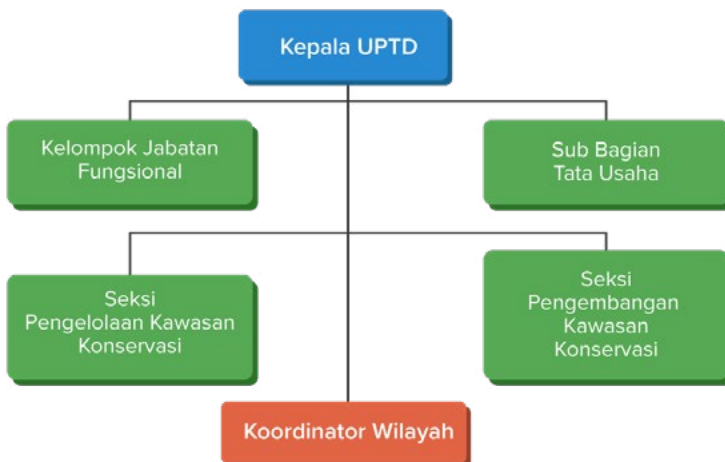 Kepala UPTD
Kelompok Jabatan
Fungsional
Sub Bagian
Tata Usaha
Seksi
Pengelolaan Kawasan
Konservasi
Seksi
Pengembangan
Kawasan
Konservasi
Koordinator Wilayah